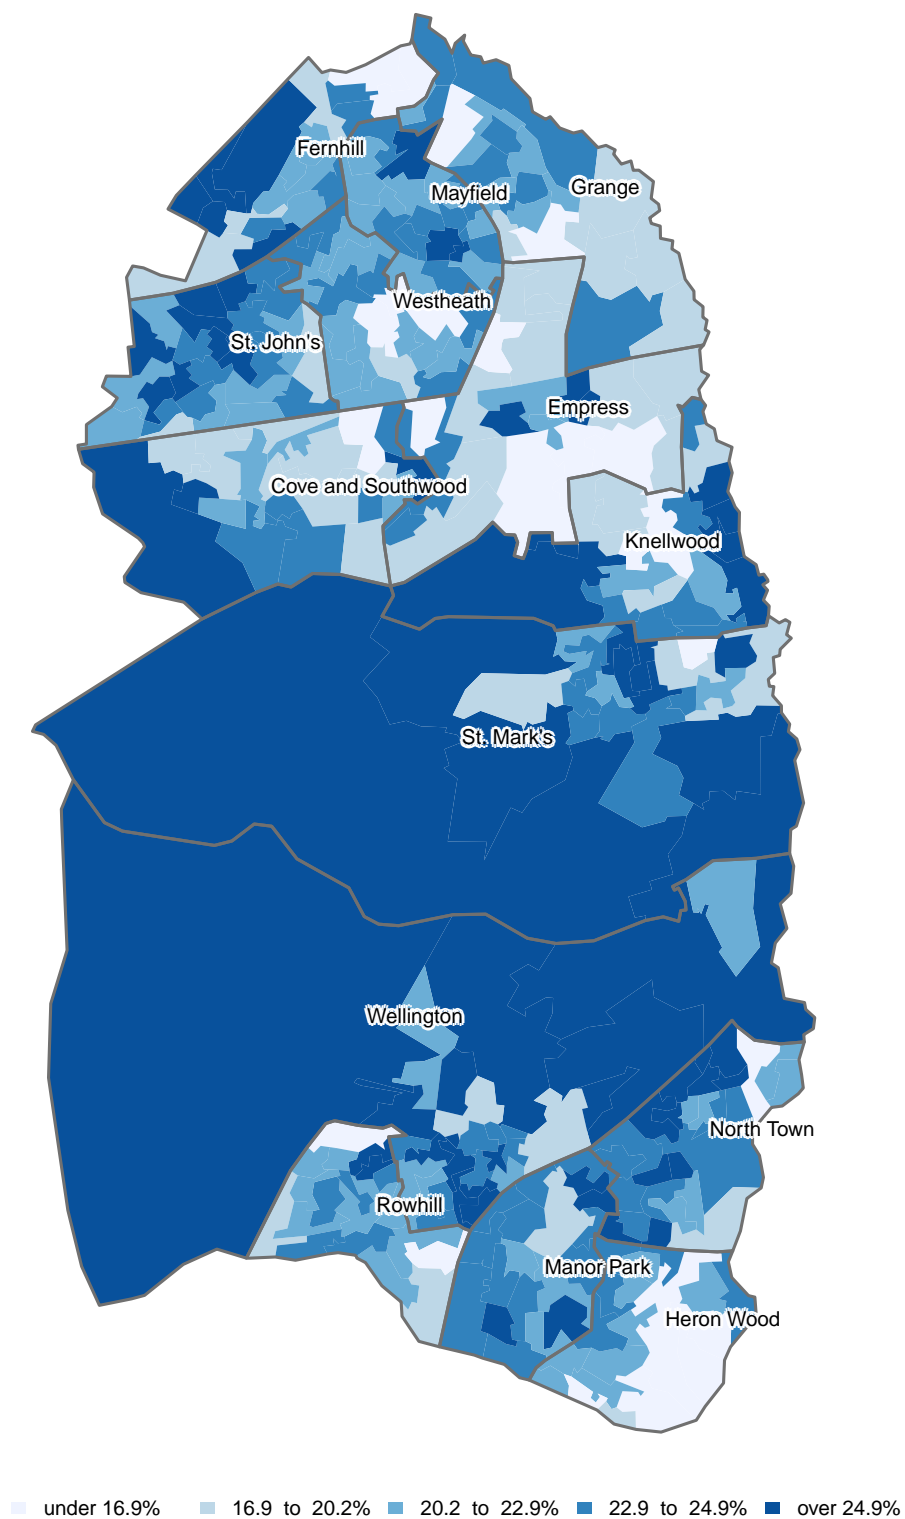 Fernhill
Mayfield
Grange
Westheath
St. John's
Empress
Cove and Southwood
Knellwood
St. Mark's
Wellington
North Town
Rowhill
Manor Park
Heron Wood
under 16.9% 16.9 to 20.2% 20.2 to 22.9% 22.9 to 24.9% over 24.9%